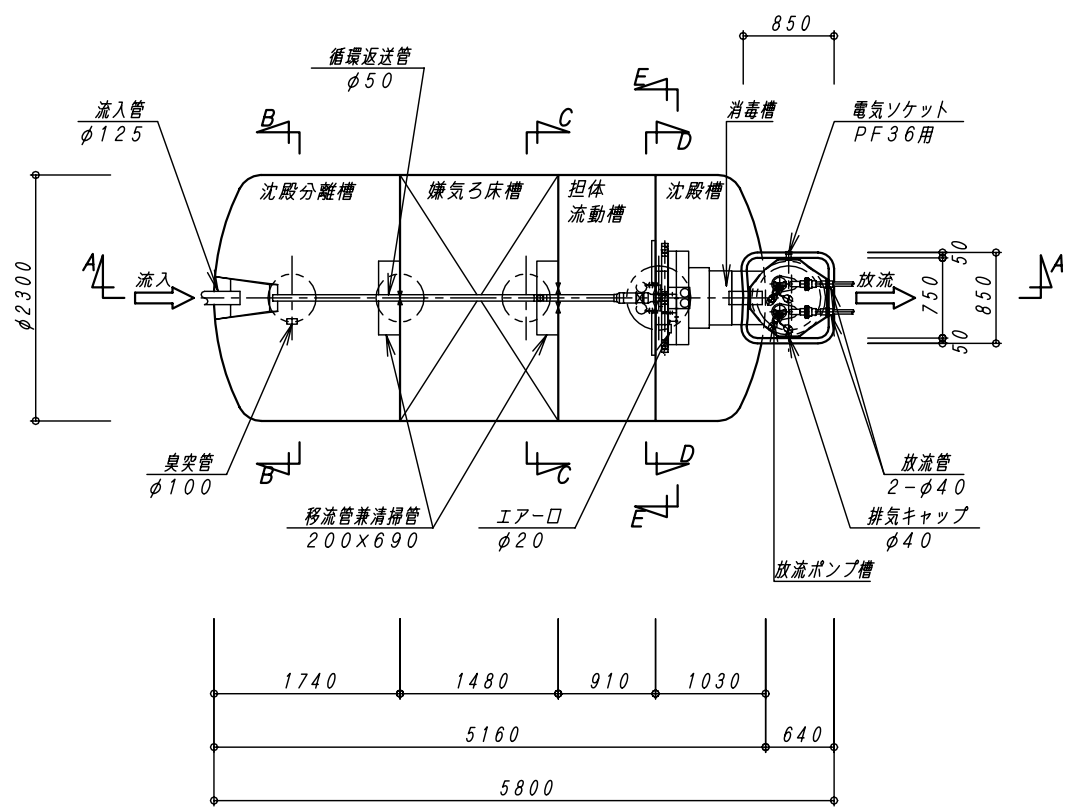 850
循環返送管
φ50
流入管
φ125
B
C
E
D
消毒槽
電気ソケット
PF36用
沈殿分離槽
嫌気ろ床槽
担体
流動槽
沈殿槽
A
流入
放流
A
φ2300
50
750
50
850
臭突管
φ100
B
C
D
E
移流管兼清掃管
200×690
エアー口
φ20
放流管
2-φ40
排気キャップ
φ40
放流ポンプ槽
1740
1480
910
1030
5160
640
5800